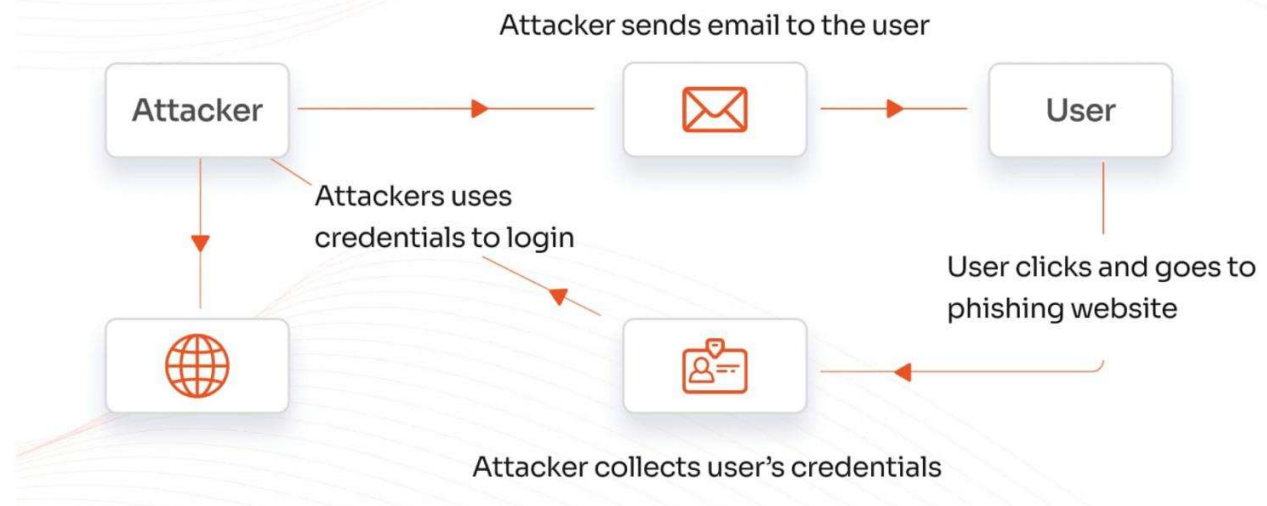 Attacker sends email to the user
Attacker
User
Attackers uses
credentials to login
User clicks and goes to
phishing website
Attacker collects user’s credentials